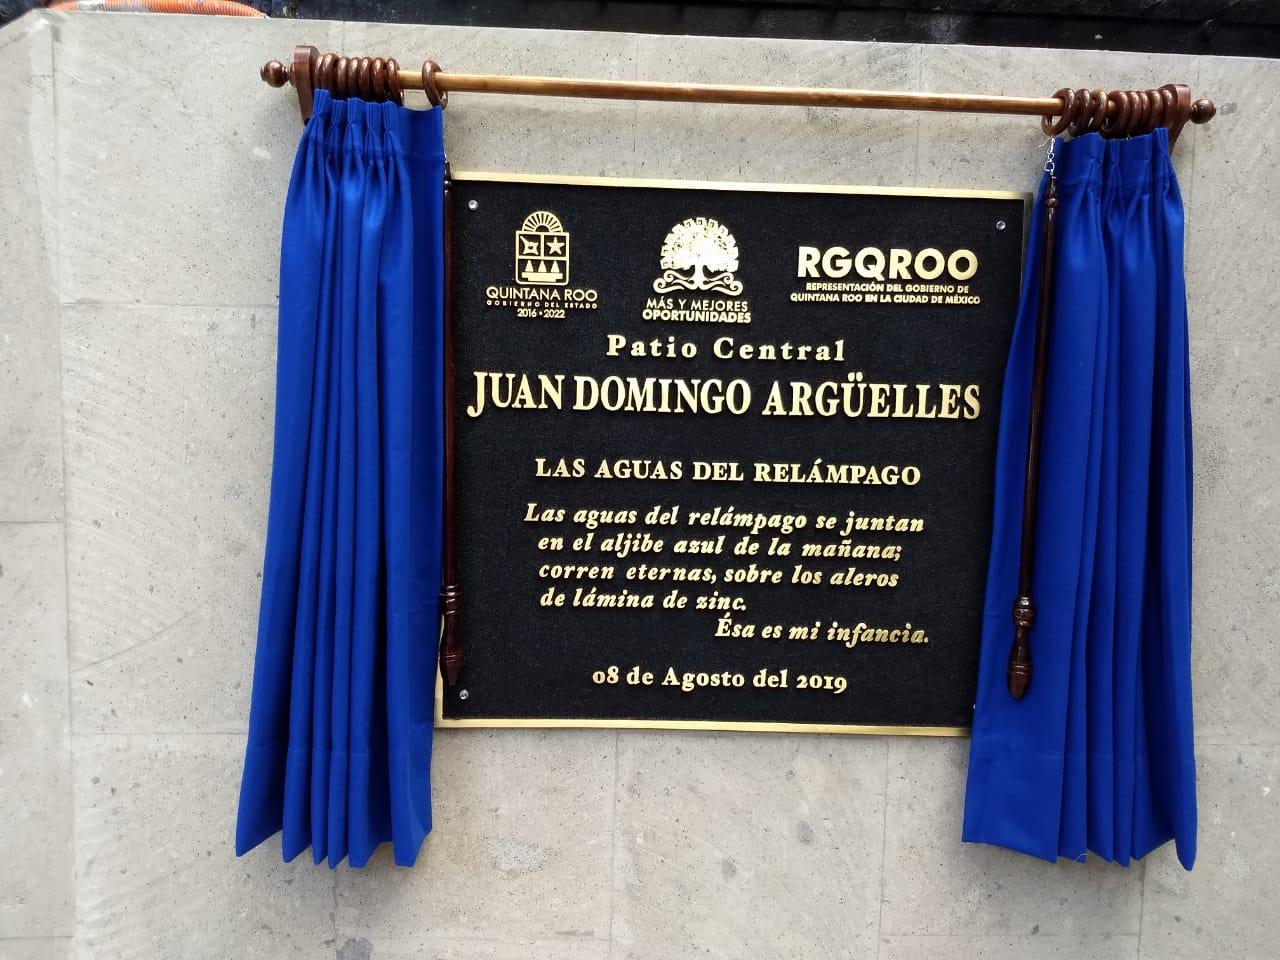 QUINTANA ROO
GOBIERNO DEL ESTADO
2016 • 2022
MÁS Y MEJORES
OPORTUNIDADES
RGQROO
REPRESENTACIÓN DEL GOBIERNO DE
QUINTANA ROO EN LA CIUDAD DE MÉXICO
Patio Central
JUAN DOMINGO ARGÜELLES
LAS AGUAS DEL RELÁMPAGO
Las aguas del relámpago se juntan
en el aljibe azul de la mañana;
corren eternas, sobre los aleros
de lámina de zinc.
Ésa es mi infancia.
08 de Agosto del 2019